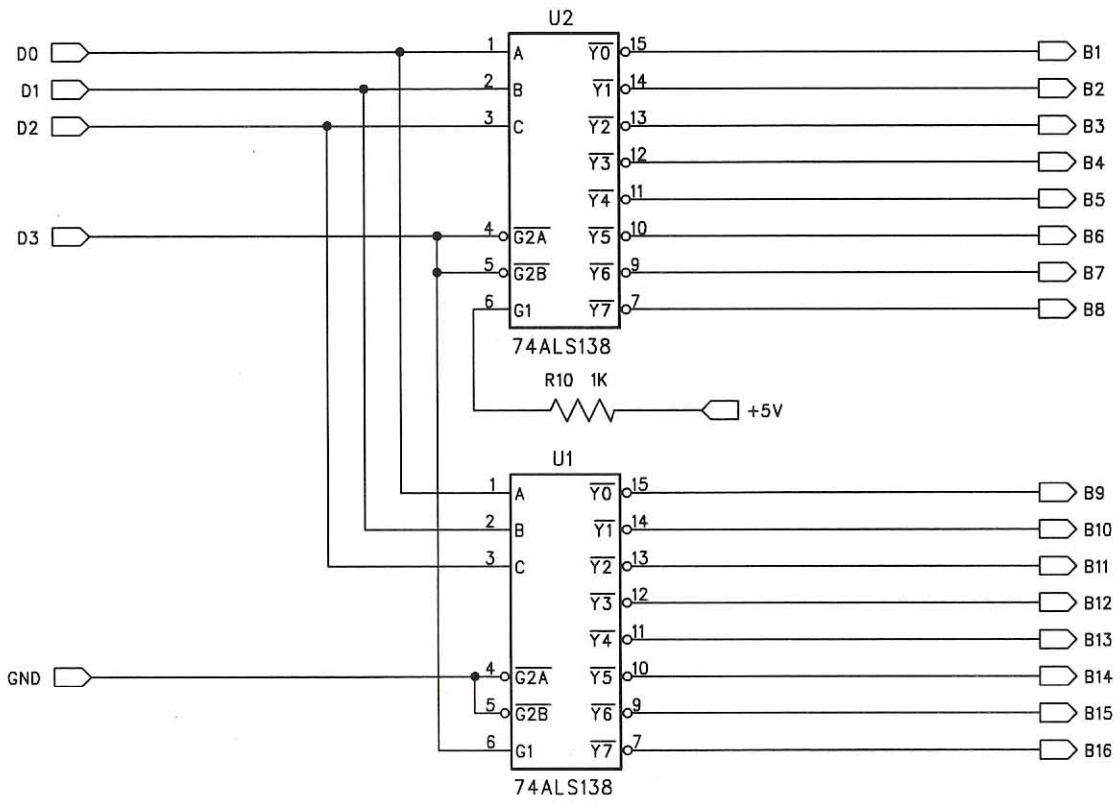 U2
D0 1 A Y0 15 B1
D1 2 B Y1 14 B2
D2 3 C Y2 13 B3
Y3 12 B4
Y4 11 B5
D3 4 G2A Y5 10 B6
5 G2B Y6 9 B7
6 G1 Y7 7 B8
74ALS138
R10 1K
+5V
U1
1 A Y0 15 B9
2 B Y1 14 B10
3 C Y2 13 B11
Y3 12 B12
Y4 11 B13
GND 4 G2A Y5 10 B14
5 G2B Y6 9 B15
6 G1 Y7 7 B16
74ALS138